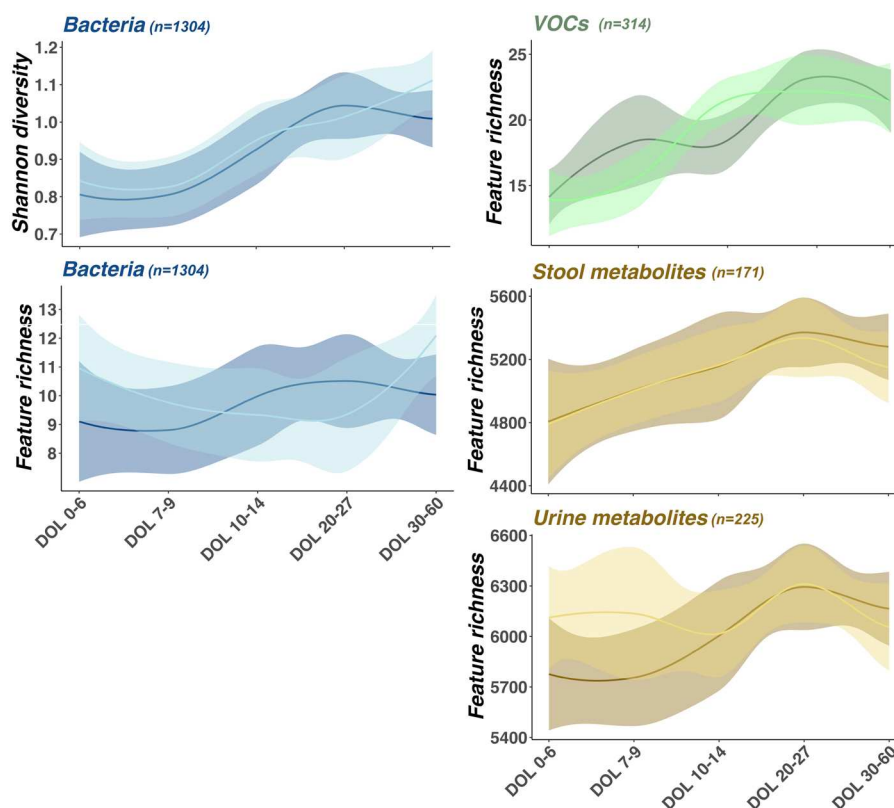 Bacteria (n=1304)
Shannon diversity
1.2
1.1
1.0
0.9
0.8
0.7
Bacteria (n=1304)
Feature richness
13
12
11
10
9
8
DOL 0-6
DOL 7-9
DOL 10-14
DOL 20-27
DOL 30-60
VOCs (n=314)
Feature richness
25
20
15
Stool metabolites (n=171)
Feature richness
5600
5200
4800
4400
Urine metabolites (n=225)
Feature richness
6600
6300
6000
5700
5400
DOL 0-6
DOL 7-9
DOL 10-14
DOL 20-27
DOL 30-60